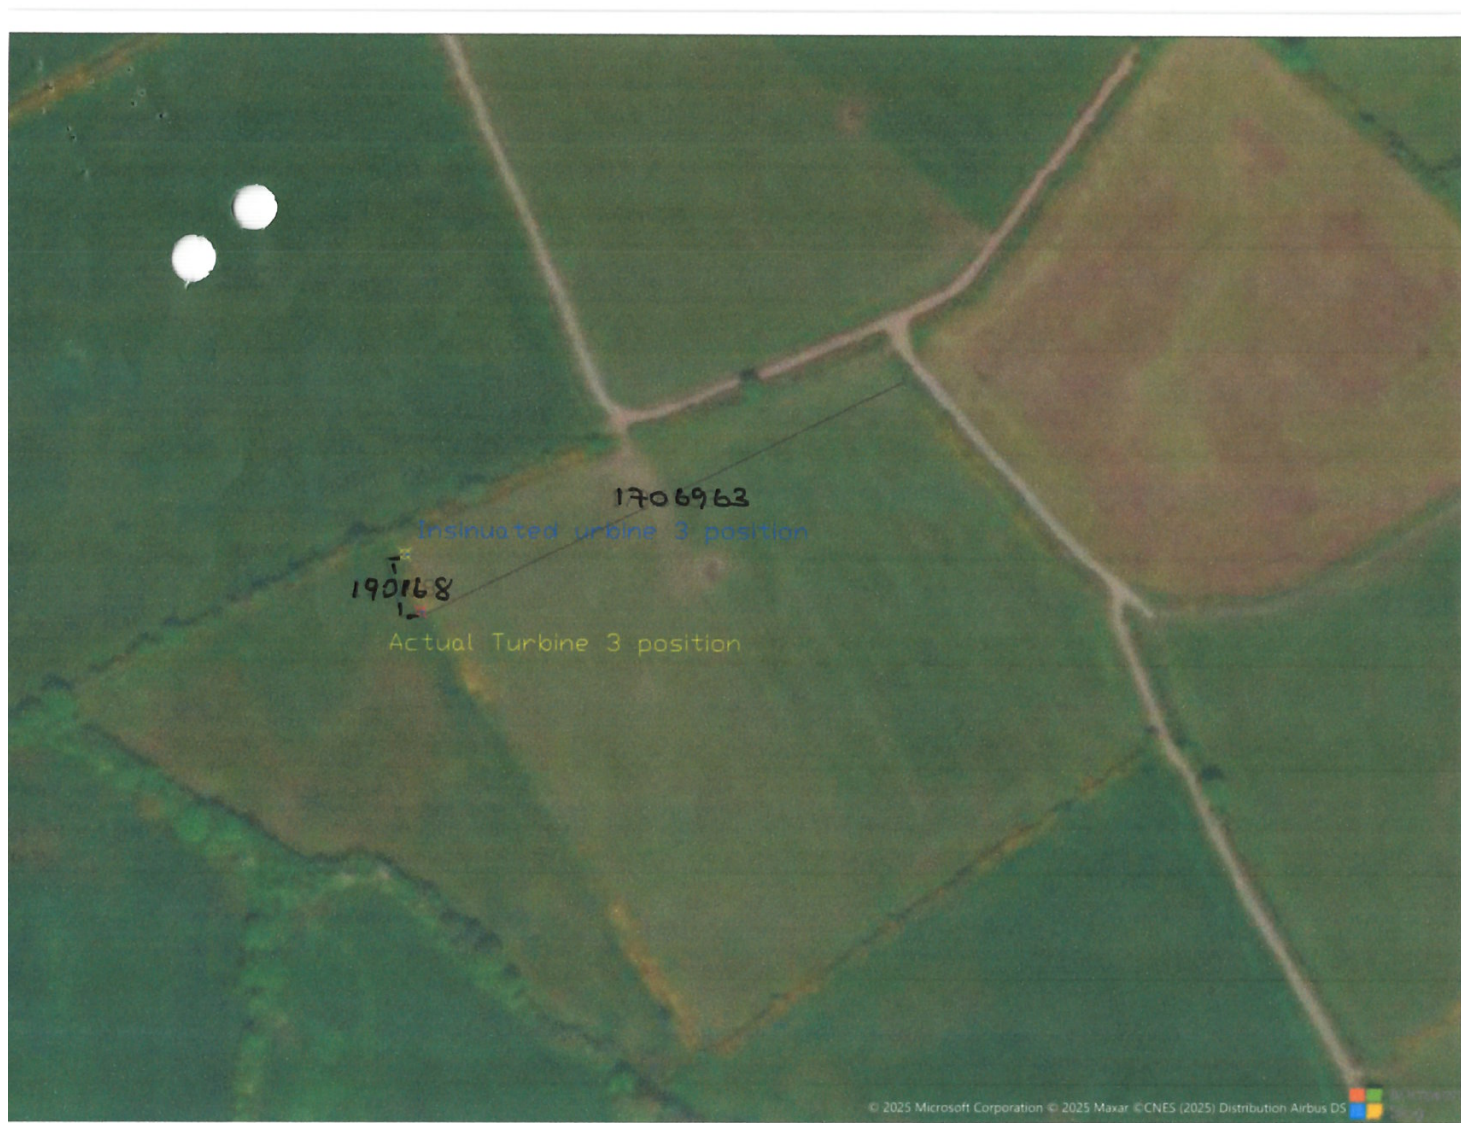 1706963
Insinuated urbine 3 position
190168
Actual Turbine 3 position
© 2025 Microsoft Corporation © 2025 Maxar ©CNES (2025) Distribution Airbus DS